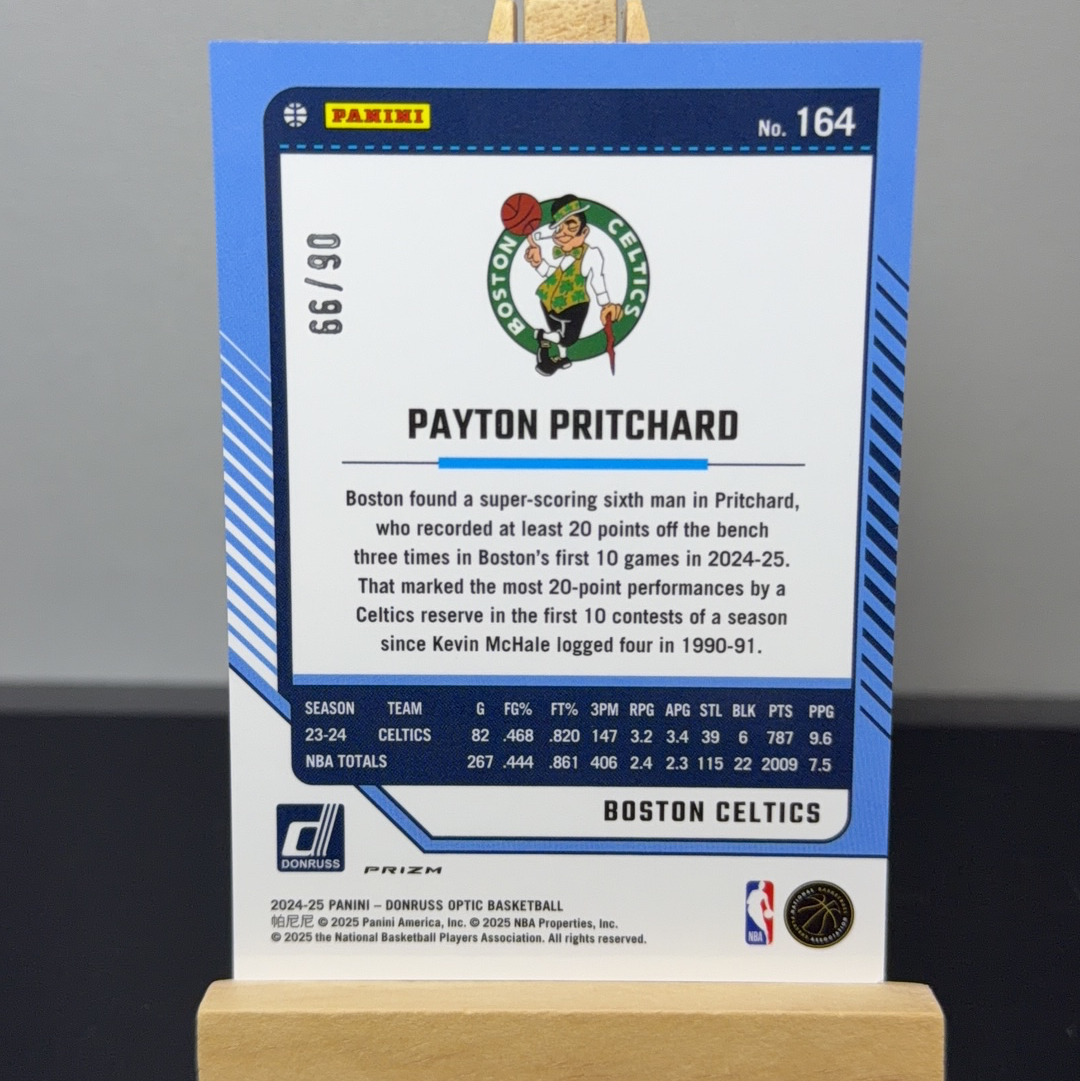 PANINI
No. 164
06/99
BOSTON CELTICS
PAYTON PRITCHARD
Boston found a super-scoring sixth man in Pritchard,
who recorded at least 20 points off the bench
three times in Boston's first 10 games in 2024-25.
That marked the most 20-point performances by a
Celtics reserve in the first 10 contests of a season
since Kevin McHale logged four in 1990-91.
SEASON TEAM G FG% FT% 3PM RPG APG STL BLK PTS PPG
23-24 CELTICS 82 .468 .820 147 3.2 3.4 39 6 787 9.6
NBA TOTALS 267 .444 .861 406 2.4 2.3 115 22 2009 7.5
BOSTON CELTICS
DONRUSS
PRIZM
2024-25 PANINI – DONRUSS OPTIC BASKETBALL
帕尼尼 © 2025 Panini America, Inc. © 2025 NBA Properties, Inc.
© 2025 the National Basketball Players Association. All rights reserved.
NBA
NATIONAL BASKETBALL
PLAYERS ASSOCIATION